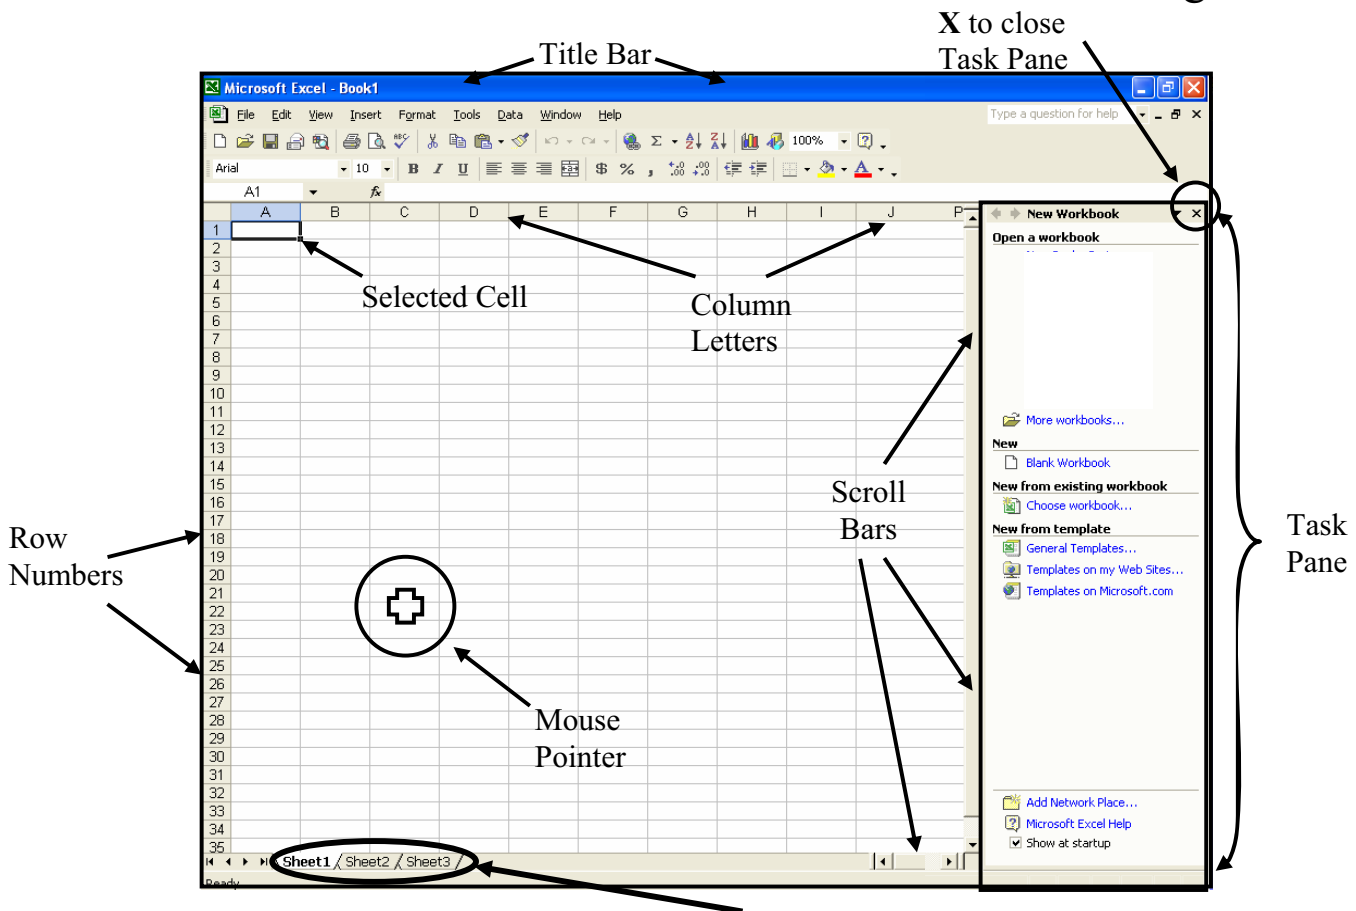 X to close
Task Pane
Title Bar
Microsoft Excel - Book1
File Edit View Insert Format Tools Data Window Help
Type a question for help
100%
Arial 10 B I U $ % ,
A1 fx
A B C D E F G H I J
New Workbook
Open a workbook
1
2
3
4
5
6
7
8
9
10
11
12
13
14
15
16
17
18
19
20
21
22
23
24
25
26
27
28
29
30
31
32
33
34
35
Selected Cell
Column
Letters
More workbooks...
New
Blank Workbook
New from existing workbook
Choose workbook...
New from template
General Templates...
Templates on my Web Sites...
Templates on Microsoft.com
Scroll
Bars
Row
Numbers
Task
Pane
Mouse
Pointer
Add Network Place...
Microsoft Excel Help
Show at startup
Sheet1 Sheet2 Sheet3
Ready